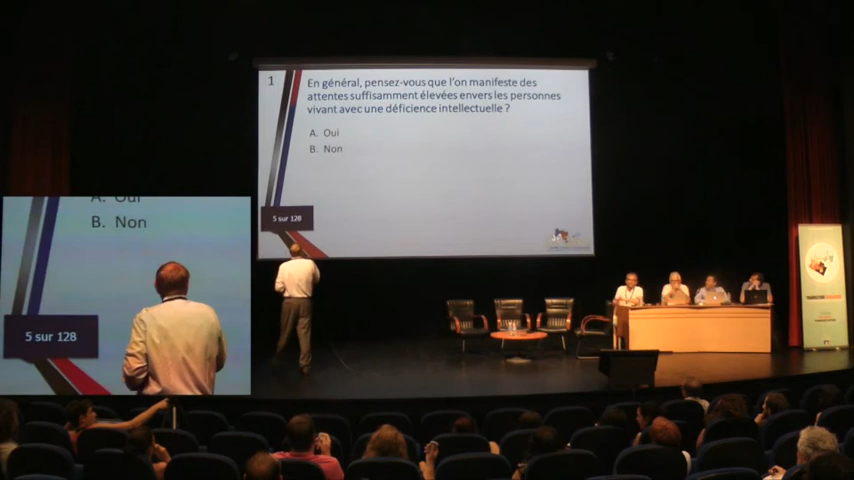 1
En général, pensez-vous que l'on manifeste des
attentes suffisamment élevées envers les personnes
vivant avec une déficience intellectuelle ?
A. Oui
B. Non
5 sur 128
A. Oui
B. Non
5 sur 128